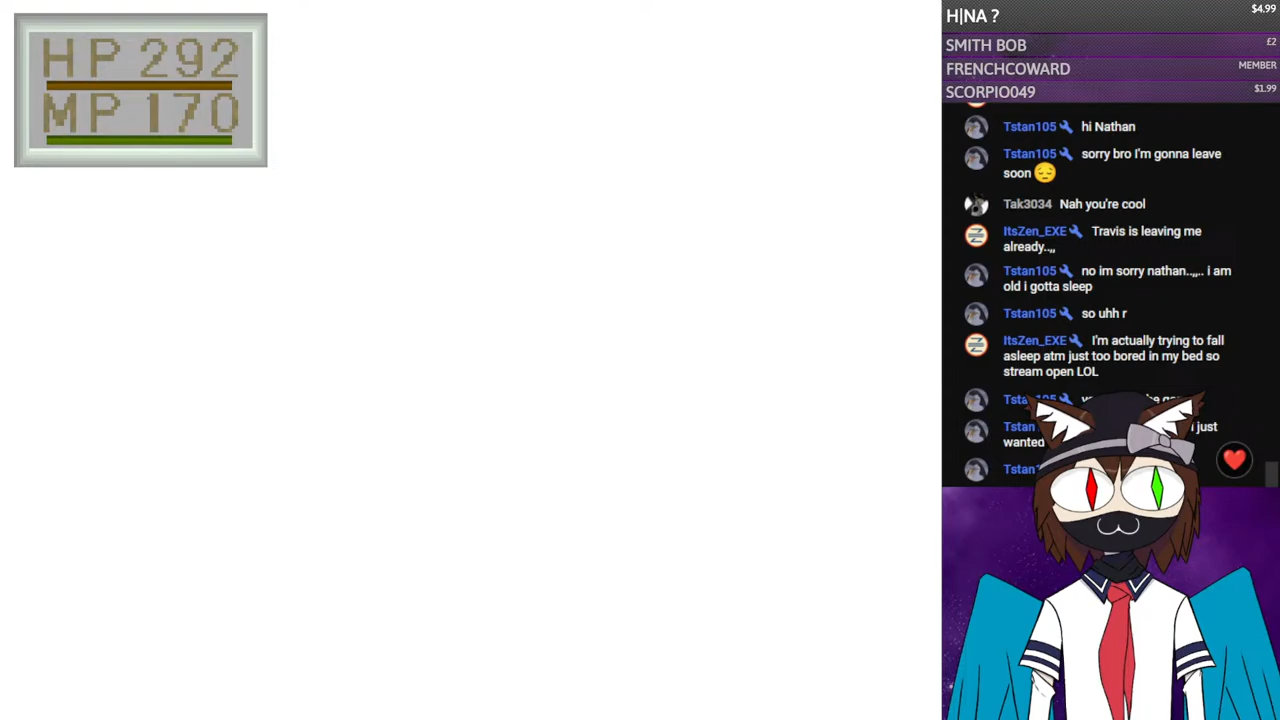 HP 292
MP 170
H|NA ? $4.99
SMITH BOB £2
FRENCHCOWARD MEMBER
SCORPIO049 $1.99
Tstan105 hi Nathan
Tstan105 sorry bro I'm gonna leave
soon 😔
Tak3034 Nah you're cool
ItsZen_EXE Travis is leaving me
already..,,
Tstan105 no im sorry nathan..,,.. i am
old i gotta sleep
Tstan105 so uhh r
ItsZen_EXE I'm actually trying to fall
asleep atm just too bored in my bed so
stream open LOL
just
wanted